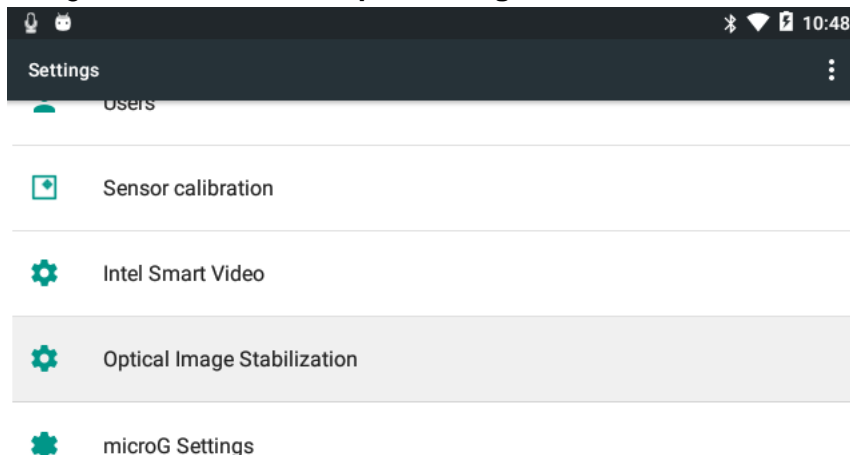 10:48
Settings
Users
Sensor calibration
Intel Smart Video
Optical Image Stabilization
microG Settings